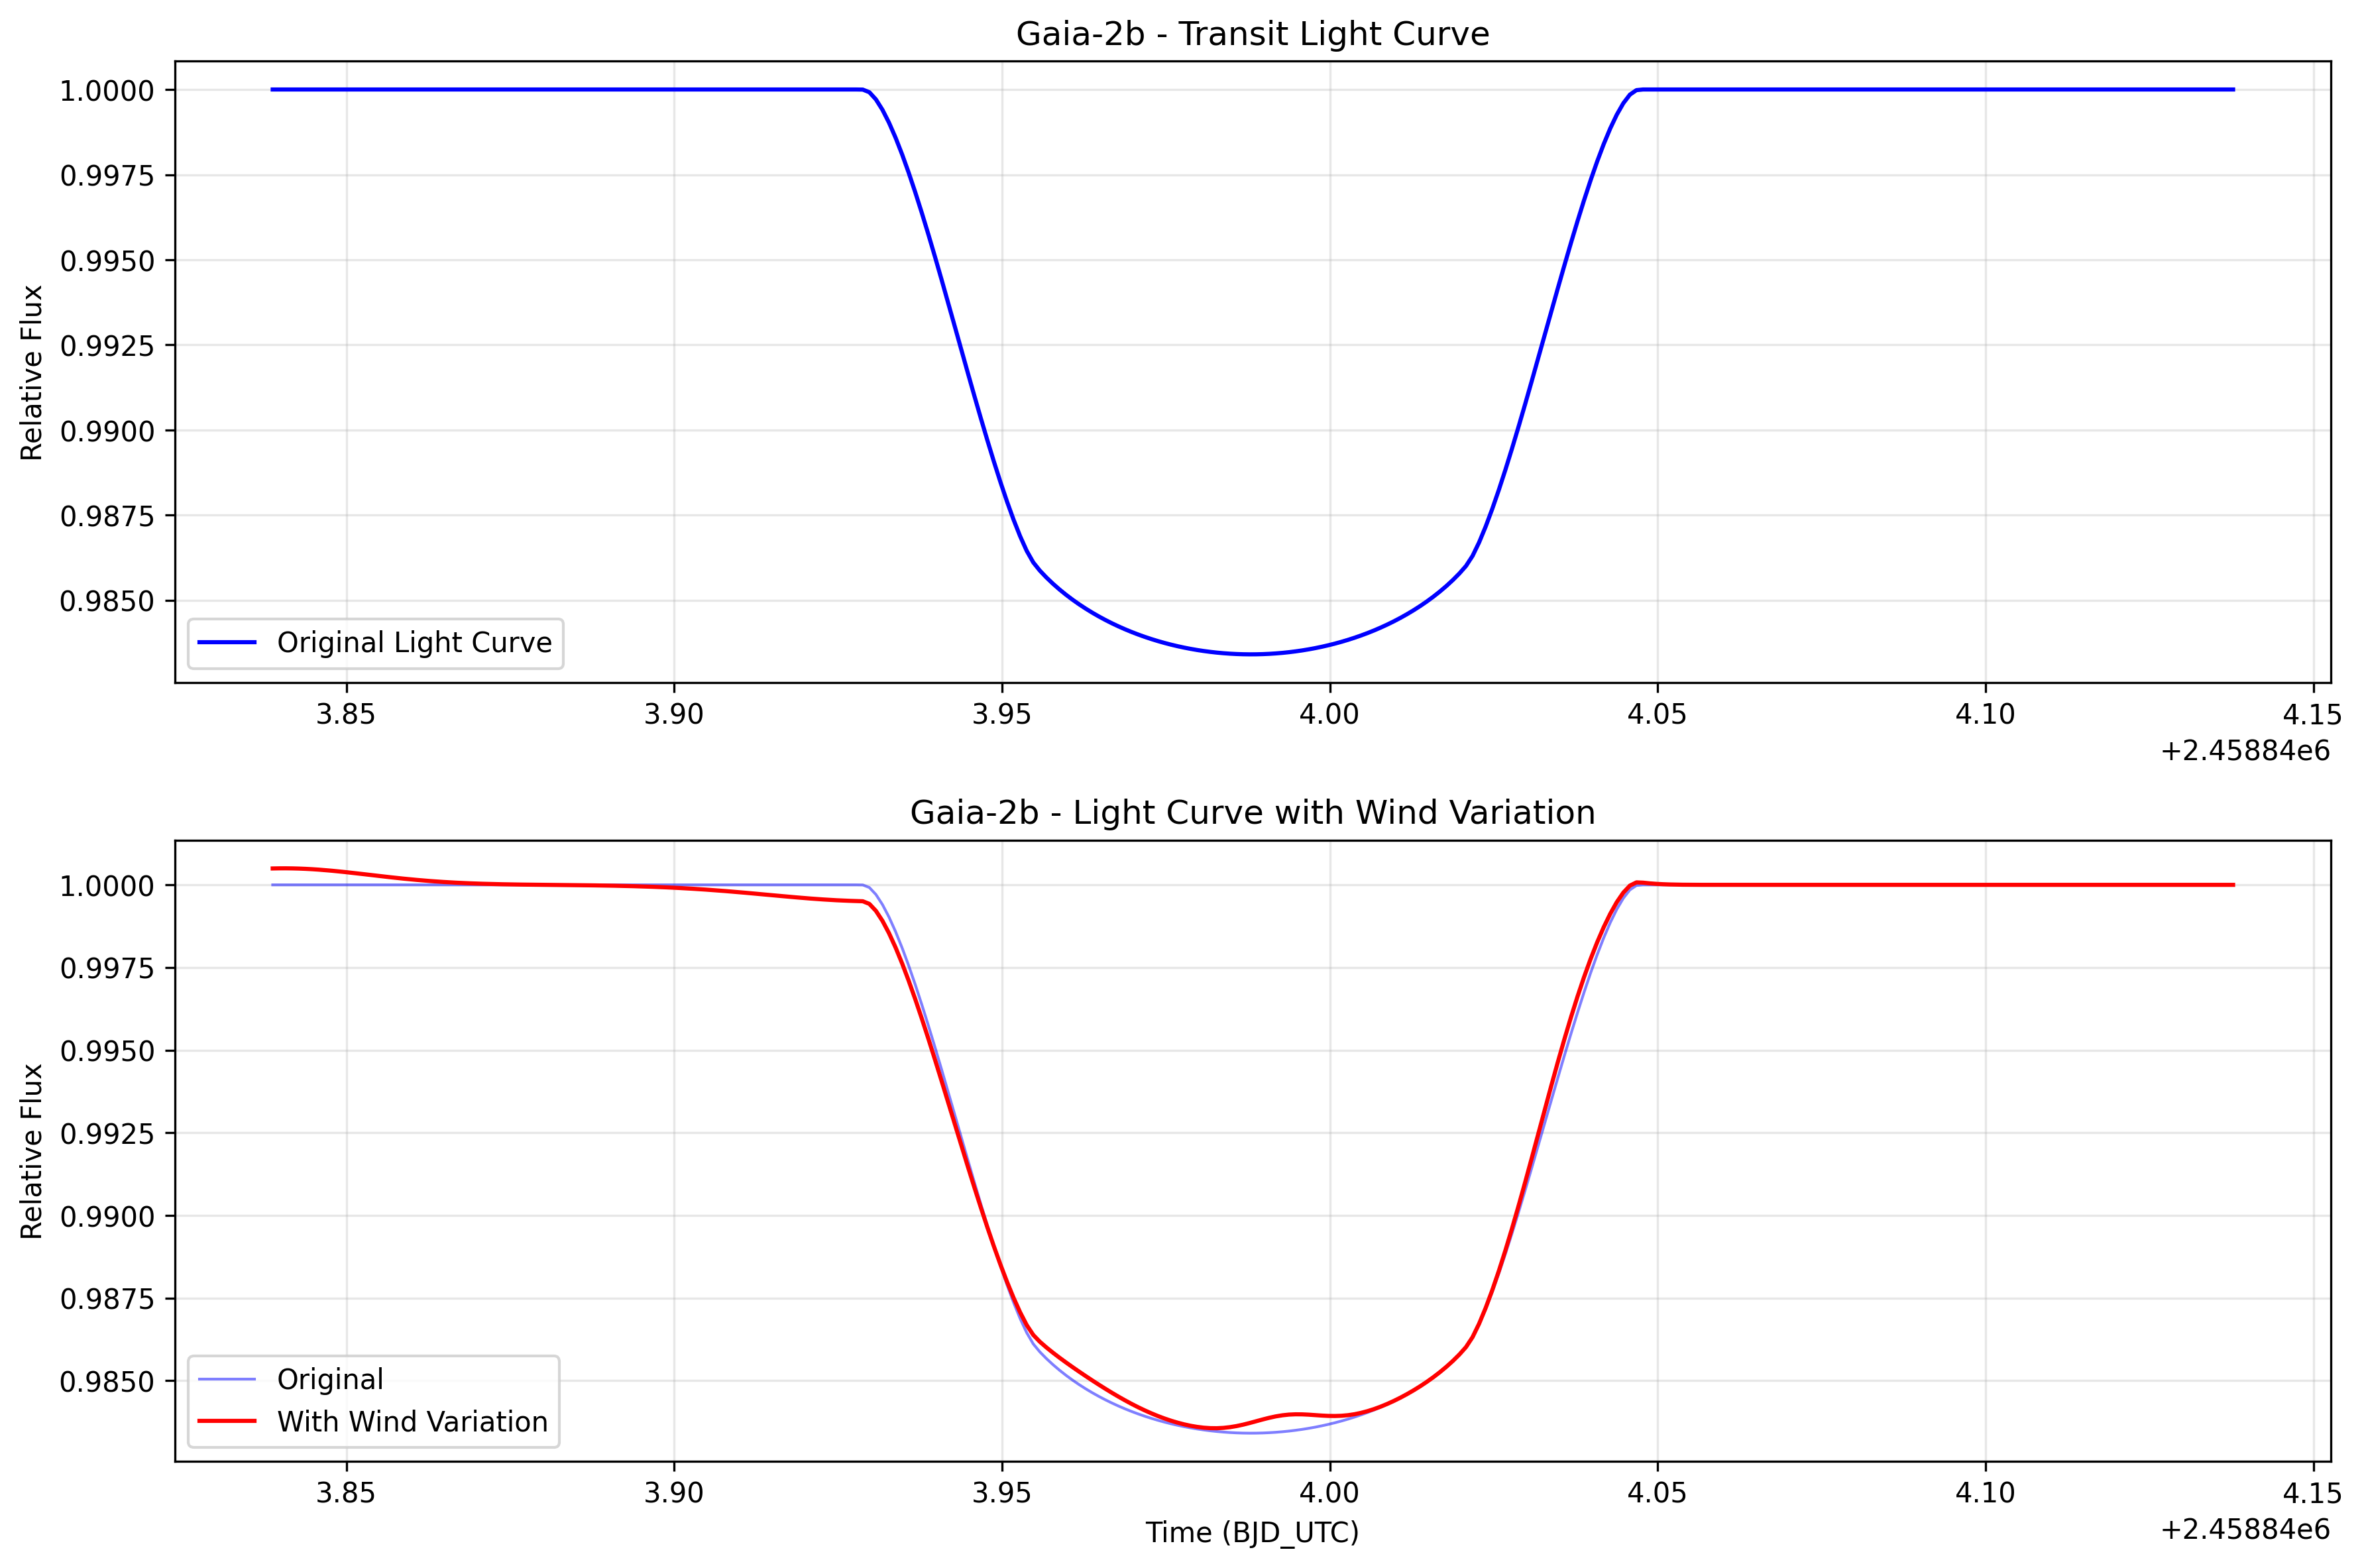 Gaia-2b - Transit Light Curve
Relative Flux
1.0000
0.9975
0.9950
0.9925
0.9900
0.9875
0.9850
Original Light Curve
3.85 3.90 3.95 4.00 4.05 4.10 4.15
+2.45884e6
Gaia-2b - Light Curve with Wind Variation
Relative Flux
1.0000
0.9975
0.9950
0.9925
0.9900
0.9875
0.9850
Original
With Wind Variation
3.85 3.90 3.95 4.00 4.05 4.10 4.15
Time (BJD_UTC)
+2.45884e6